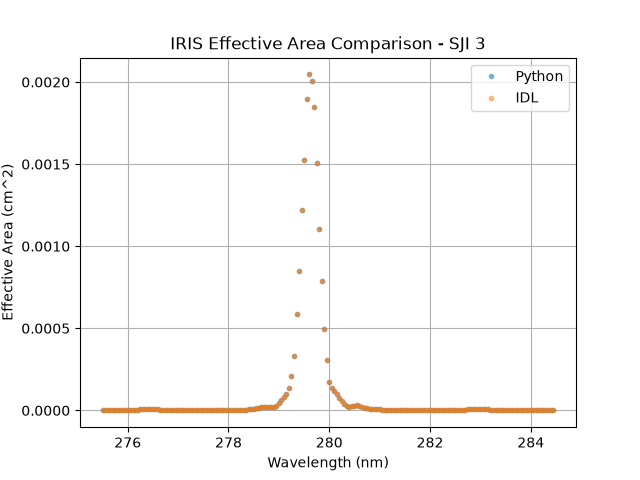 IRIS Effective Area Comparison - SJI 3
Python
IDL
0.0020
0.0015
0.0010
0.0005
0.0000
Effective Area (cm^2)
276
278
280
282
284
Wavelength (nm)